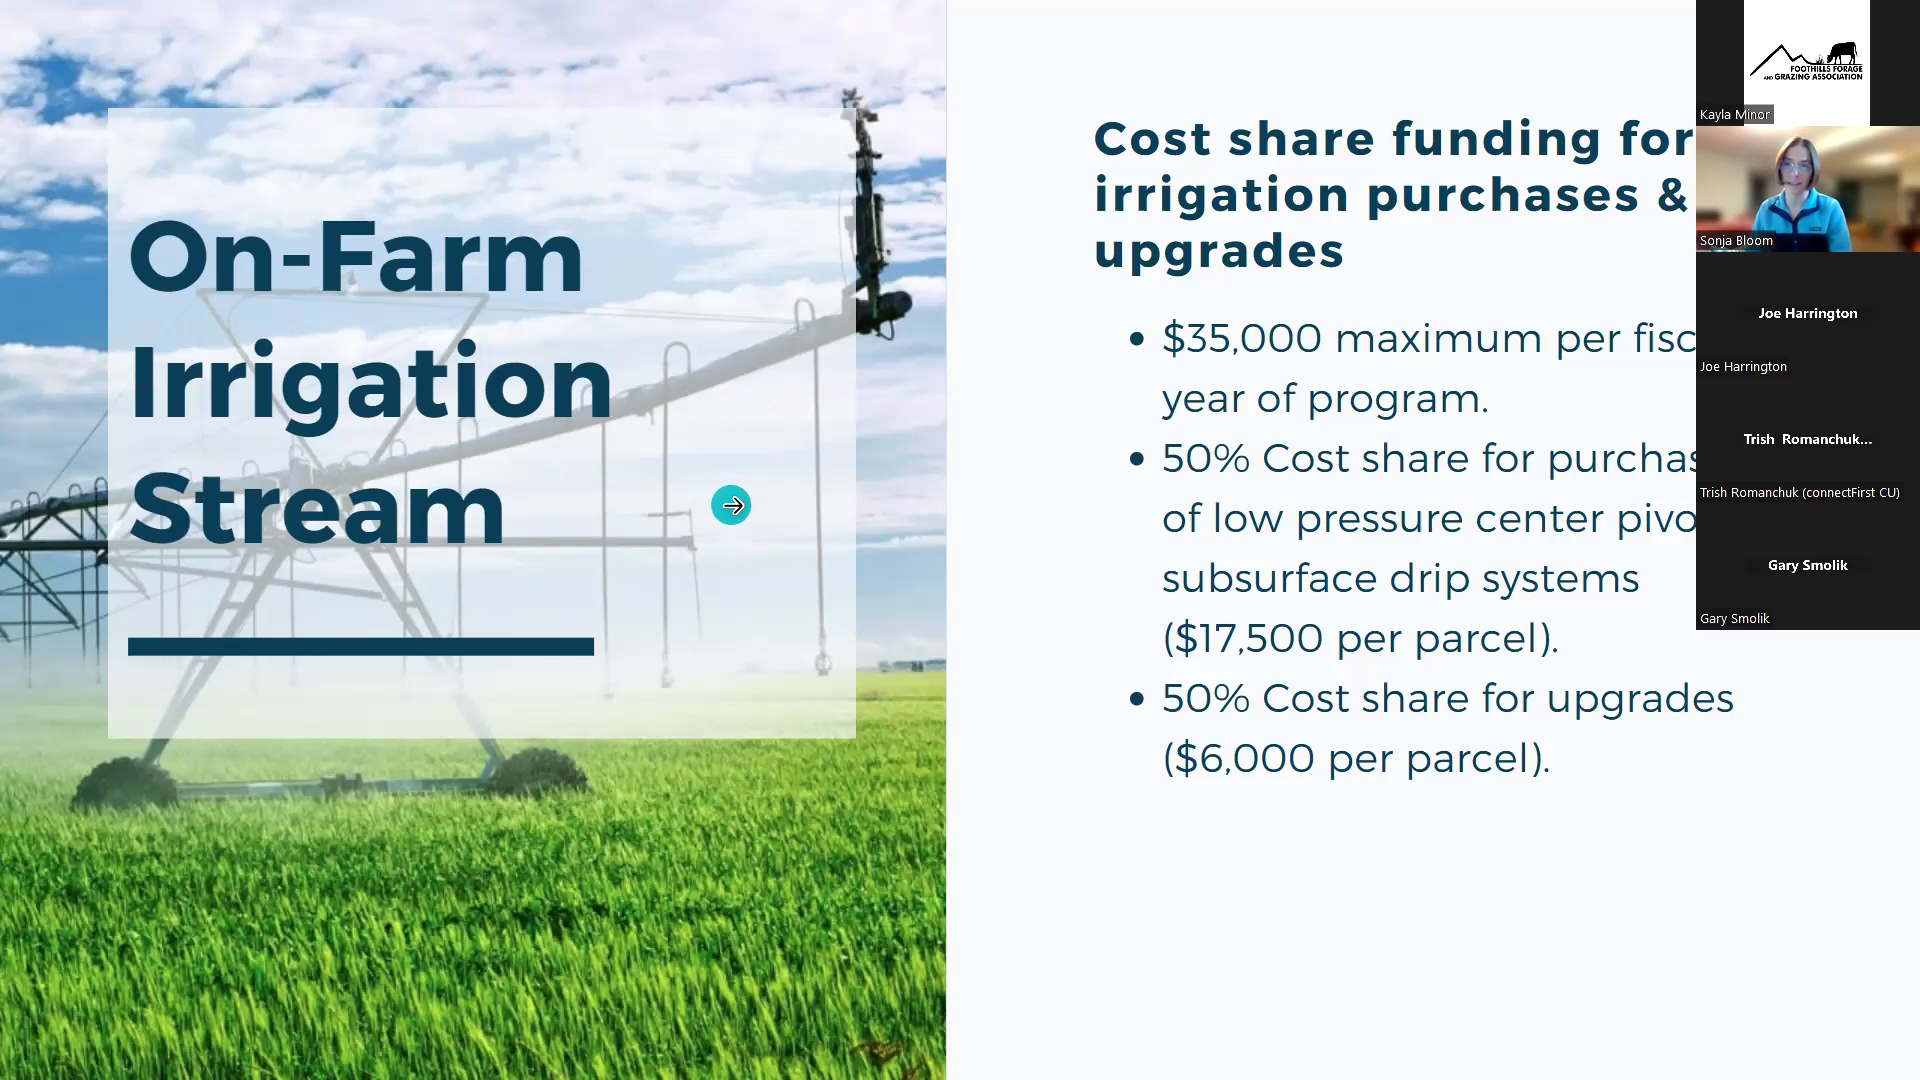 On-Farm
Irrigation
Stream
Cost share funding for
irrigation purchases &
upgrades
• $35,000 maximum per fisc
year of program.
• 50% Cost share for purchas
of low pressure center pivo
subsurface drip systems
($17,500 per parcel).
• 50% Cost share for upgrades
($6,000 per parcel).
FOOTHILLS FORAGE
AND GRAZING ASSOCIATION
Kayla Minor
Sonja Bloom
Joe Harrington
Joe Harrington
Trish Romanchuk...
Trish Romanchuk (connectFirst CU)
Gary Smolik
Gary Smolik